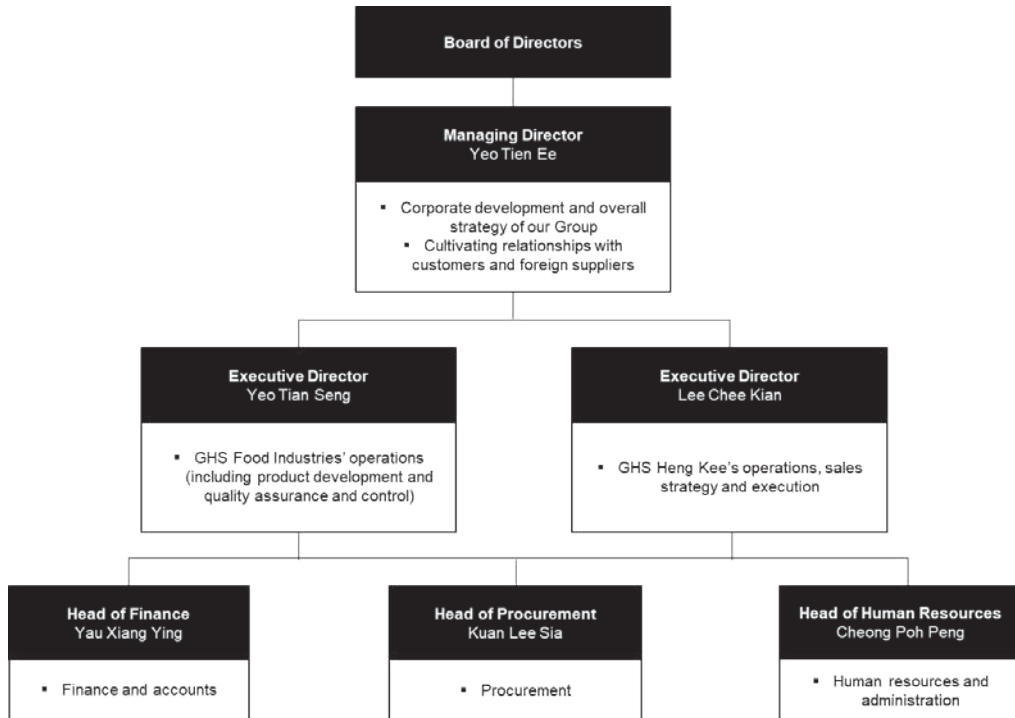 Board of Directors
Managing Director
Yeo Tien Ee
▪ Corporate development and overall
strategy of our Group
▪ Cultivating relationships with
customers and foreign suppliers
Executive Director
Yeo Tian Seng
▪ GHS Food Industries’ operations
(including product development and
quality assurance and control)
Executive Director
Lee Chee Kian
▪ GHS Heng Kee’s operations, sales
strategy and execution
Head of Finance
Yau Xiang Ying
▪ Finance and accounts
Head of Procurement
Kuan Lee Sia
▪ Procurement
Head of Human Resources
Cheong Poh Peng
▪ Human resources and
administration